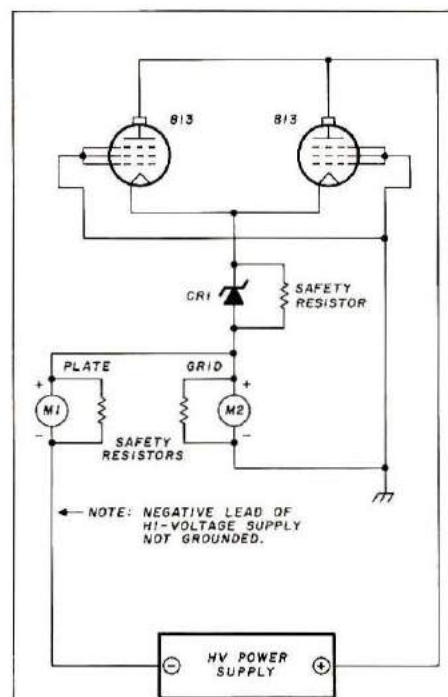 813
813
CR1
SAFETY
RESISTOR
PLATE
GRID
+
+
M1
M2
-
-
SAFETY
RESISTORS
NOTE: NEGATIVE LEAD OF
HI-VOLTAGE SUPPLY
NOT GROUNDED.
-
HV POWER
SUPPLY
+